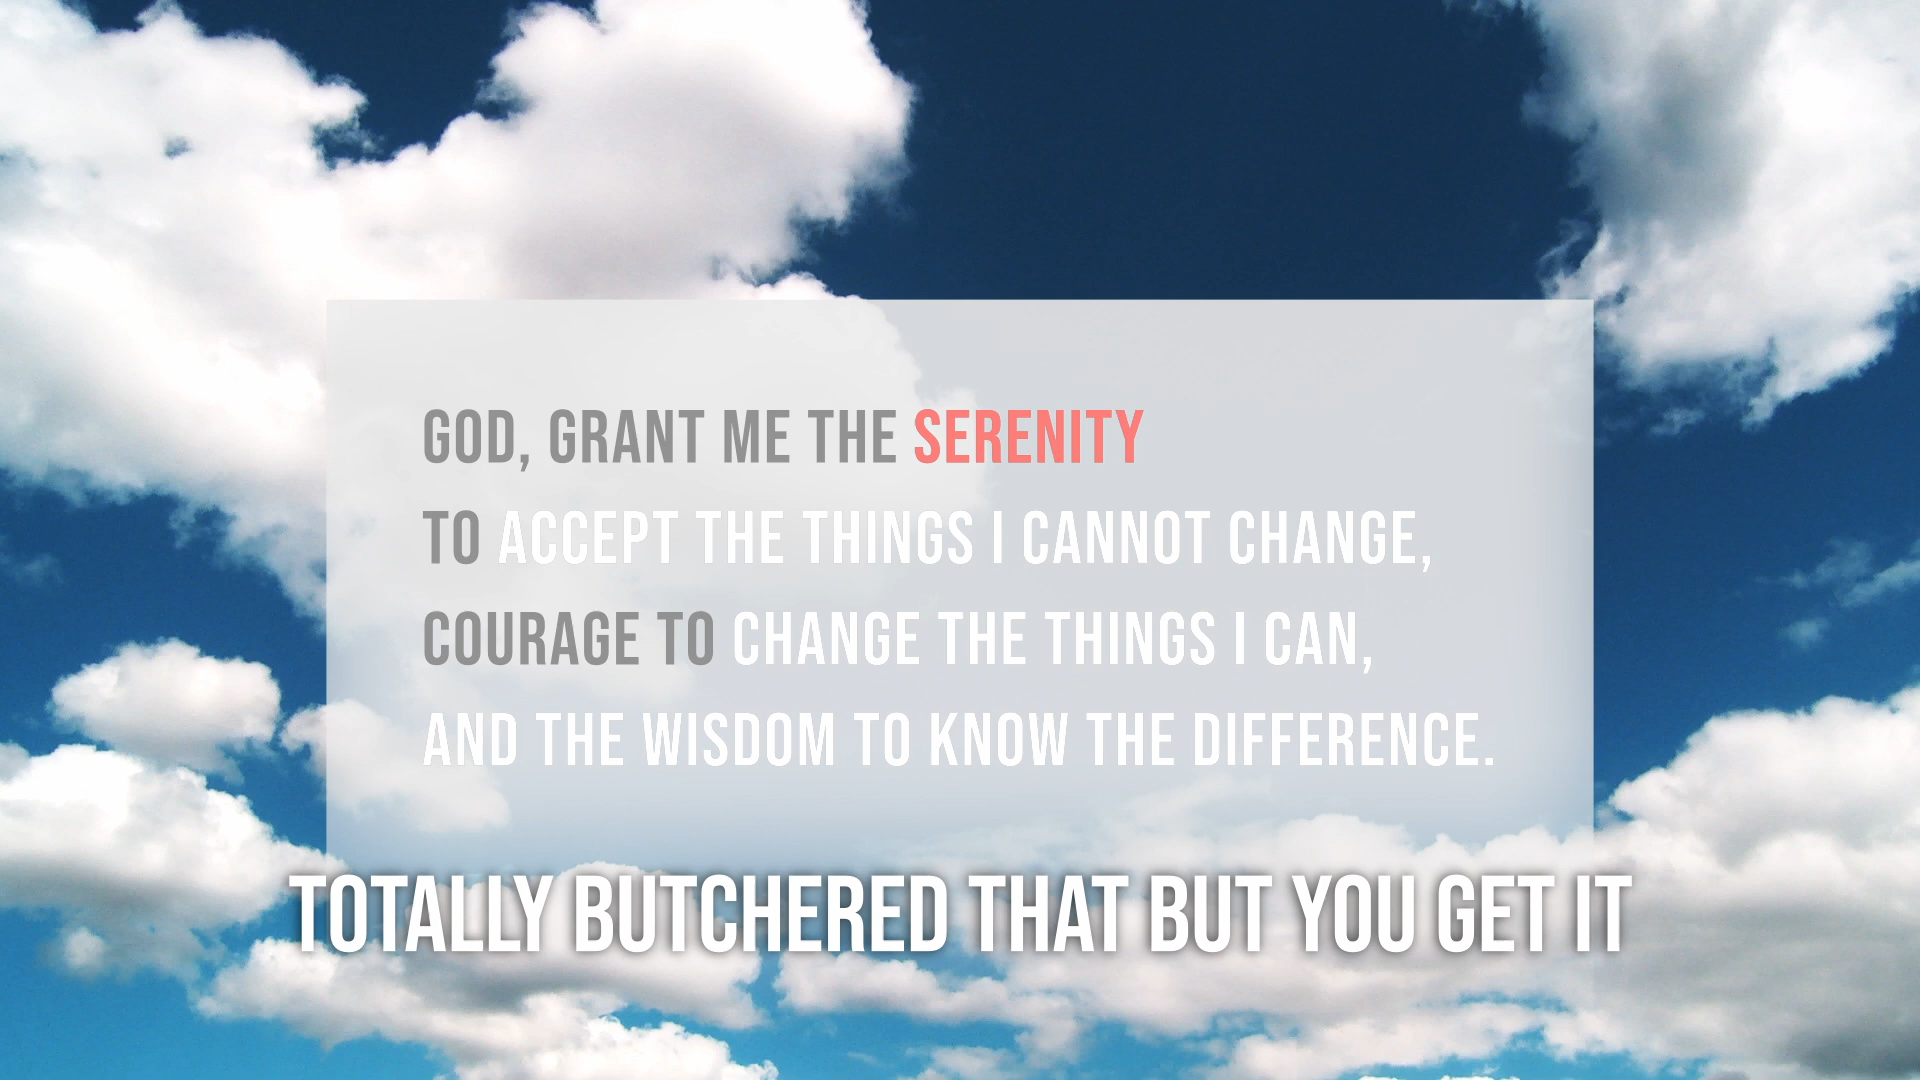 GOD, GRANT ME THE SERENITY
TO ACCEPT THE THINGS I CANNOT CHANGE,
COURAGE TO CHANGE THE THINGS I CAN,
AND THE WISDOM TO KNOW THE DIFFERENCE.
TOTALLY BUTCHERED THAT BUT YOU GET IT